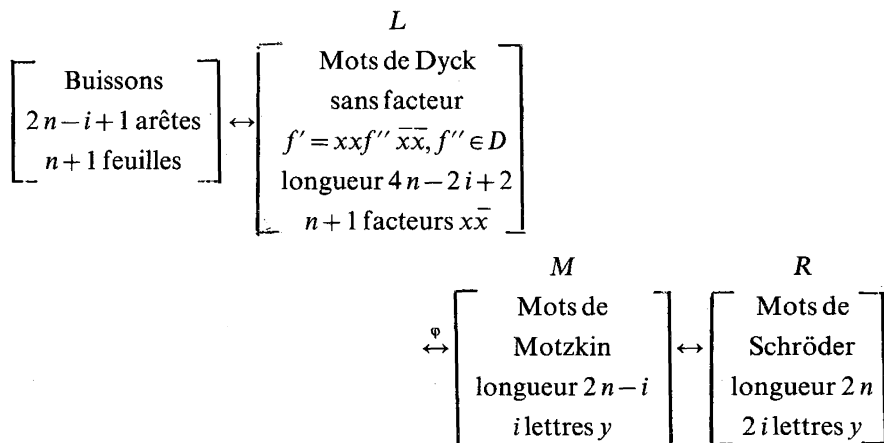 L
Buissons
2n−i+1 arêtes
n+1 feuilles
↔
Mots de Dyck
sans facteur
f′=xxf″ x̄x̄, f″∈D
longueur 4n−2i+2
n+1 facteurs xx̄
M
R
φ
↔
Mots de
Motzkin
longueur 2n−i
i lettres y
↔
Mots de
Schröder
longueur 2n
2i lettres y